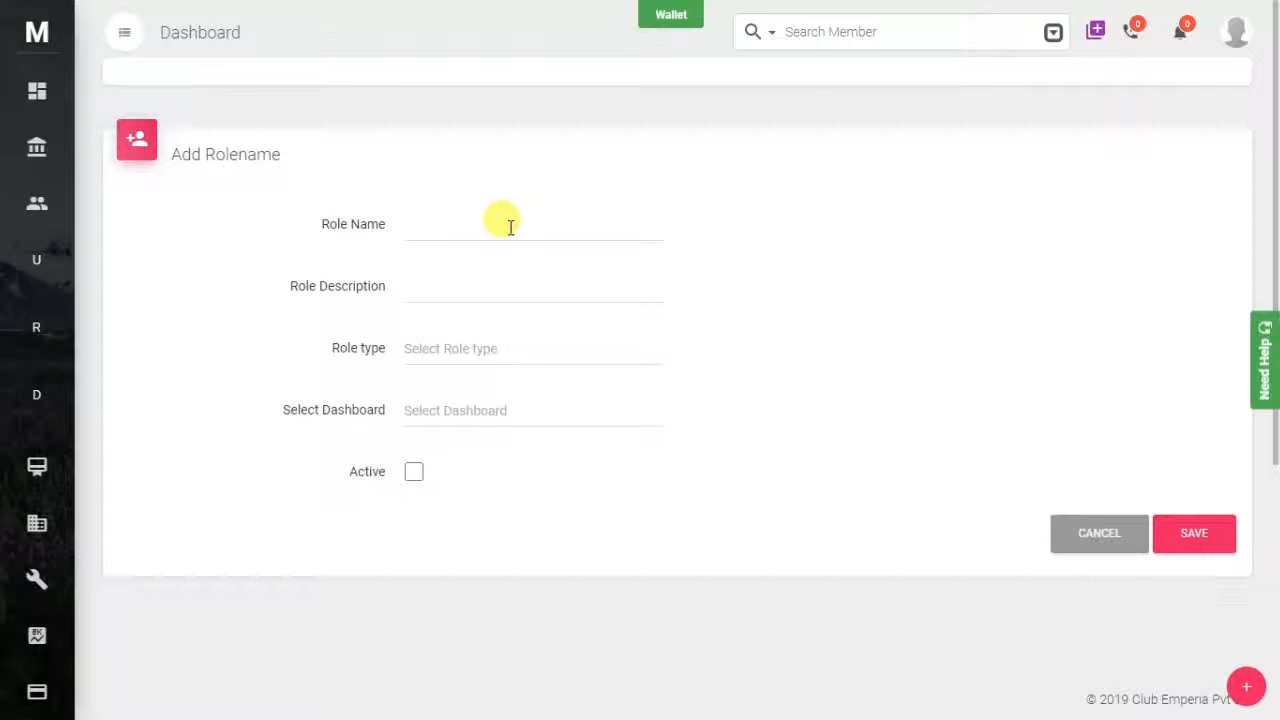 M
Dashboard
Wallet
Search Member
0
0
Add Rolename
Role Name
Role Description
Role type
Select Role type
Select Dashboard
Select Dashboard
Active
CANCEL
SAVE
U
R
D
Need Help
+
© 2019 Club Emperia Pvt